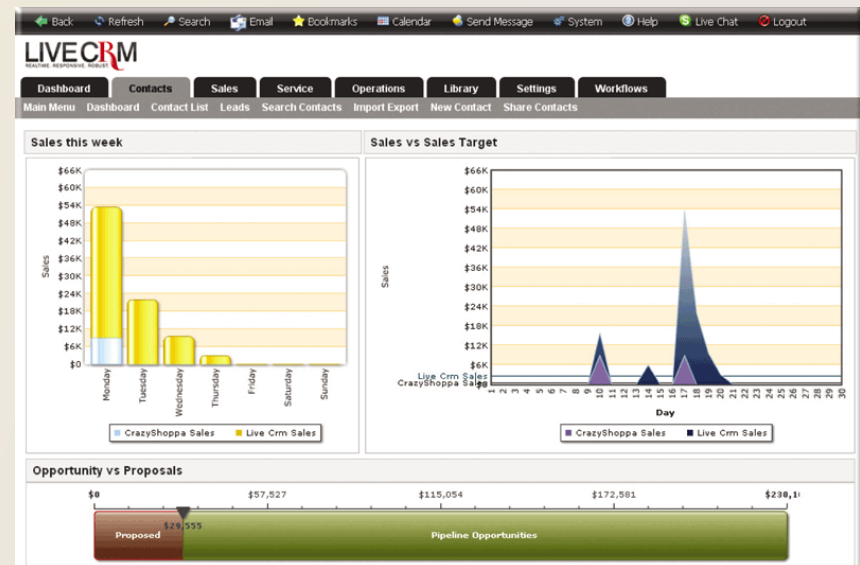 Back Refresh Search Email Bookmarks Calendar Send Message System Help Live Chat Logout
LIVECRM
REALTIME. RESPONSIVE. ROBUST.
Dashboard Contacts Sales Service Operations Library Settings Workflows
Main Menu Dashboard Contact List Leads Search Contacts Import Export New Contact Share Contacts
Sales this week
Sales vs Sales Target
$66K
$60K
$54K
$48K
$42K
$36K
$30K
$24K
$18K
$12K
$6K
$0
Sales
Monday Tuesday Wednesday Thursday Friday Saturday Sunday
CrazyShoppa Sales Live Crm Sales
$66K
$60K
$54K
$48K
$42K
$36K
$30K
$24K
$18K
$12K
$6K
$0
Sales
Live Crm Sales
CrazyShoppa Sales
1 2 3 4 5 6 7 8 9 10 11 12 13 14 15 16 17 18 19 20 21 22 23 24 25 26 27 28 29 30
Day
CrazyShoppa Sales Live Crm Sales
Opportunity vs Proposals
$0 $57,527 $115,054 $172,581 $230,1
$29,555
Proposed Pipeline Opportunities